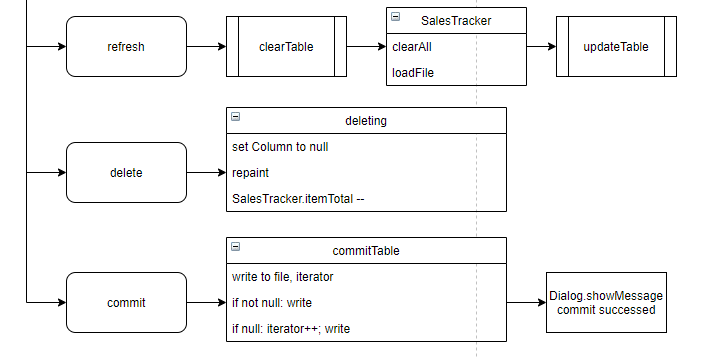 refresh
clearTable
SalesTracker
clearAll
loadFile
updateTable
delete
deleting
set Column to null
repaint
SalesTracker.itemTotal --
commit
commitTable
write to file, iterator
if not null: write
if null: iterator++; write
Dialog.showMessage
commit successed